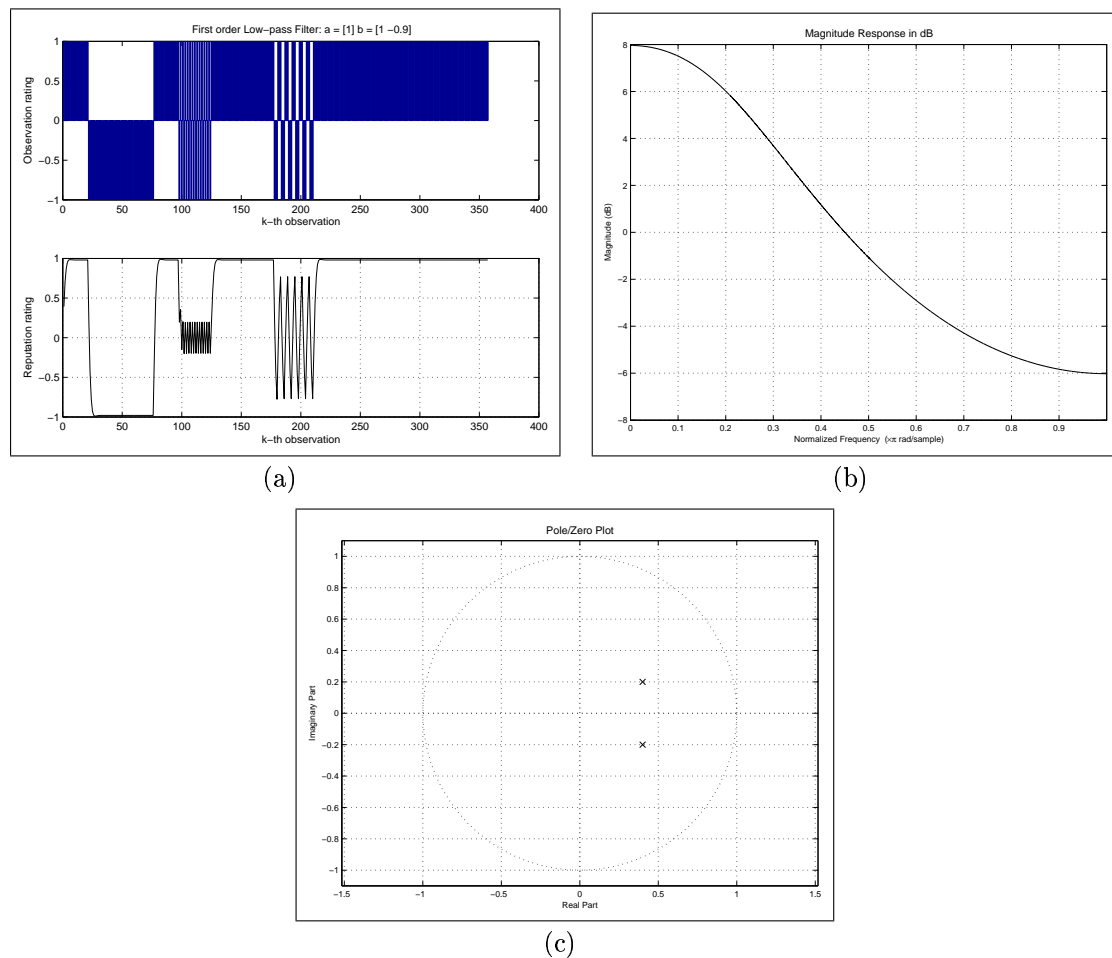 First order Low−pass Filter: a = [1] b = [1 −0.9]
1
0.5
0
−0.5
−1
Observation rating
0 50 100 150 200 250 300 350 400
k−th observation
1
0.5
0
−0.5
−1
Reputation rating
0 50 100 150 200 250 300 350 400
k−th observation
(a)
Magnitude Response in dB
8
6
4
2
0
−2
−4
−6
−8
Magnitude (dB)
0 0.1 0.2 0.3 0.4 0.5 0.6 0.7 0.8 0.9
Normalized Frequency (×π rad/sample)
(b)
Pole/Zero Plot
1
0.8
0.6
0.4
0.2
0
−0.2
−0.4
−0.6
−0.8
−1
Imaginary Part
−1.5 −1 −0.5 0 0.5 1 1.5
Real Part
(c)